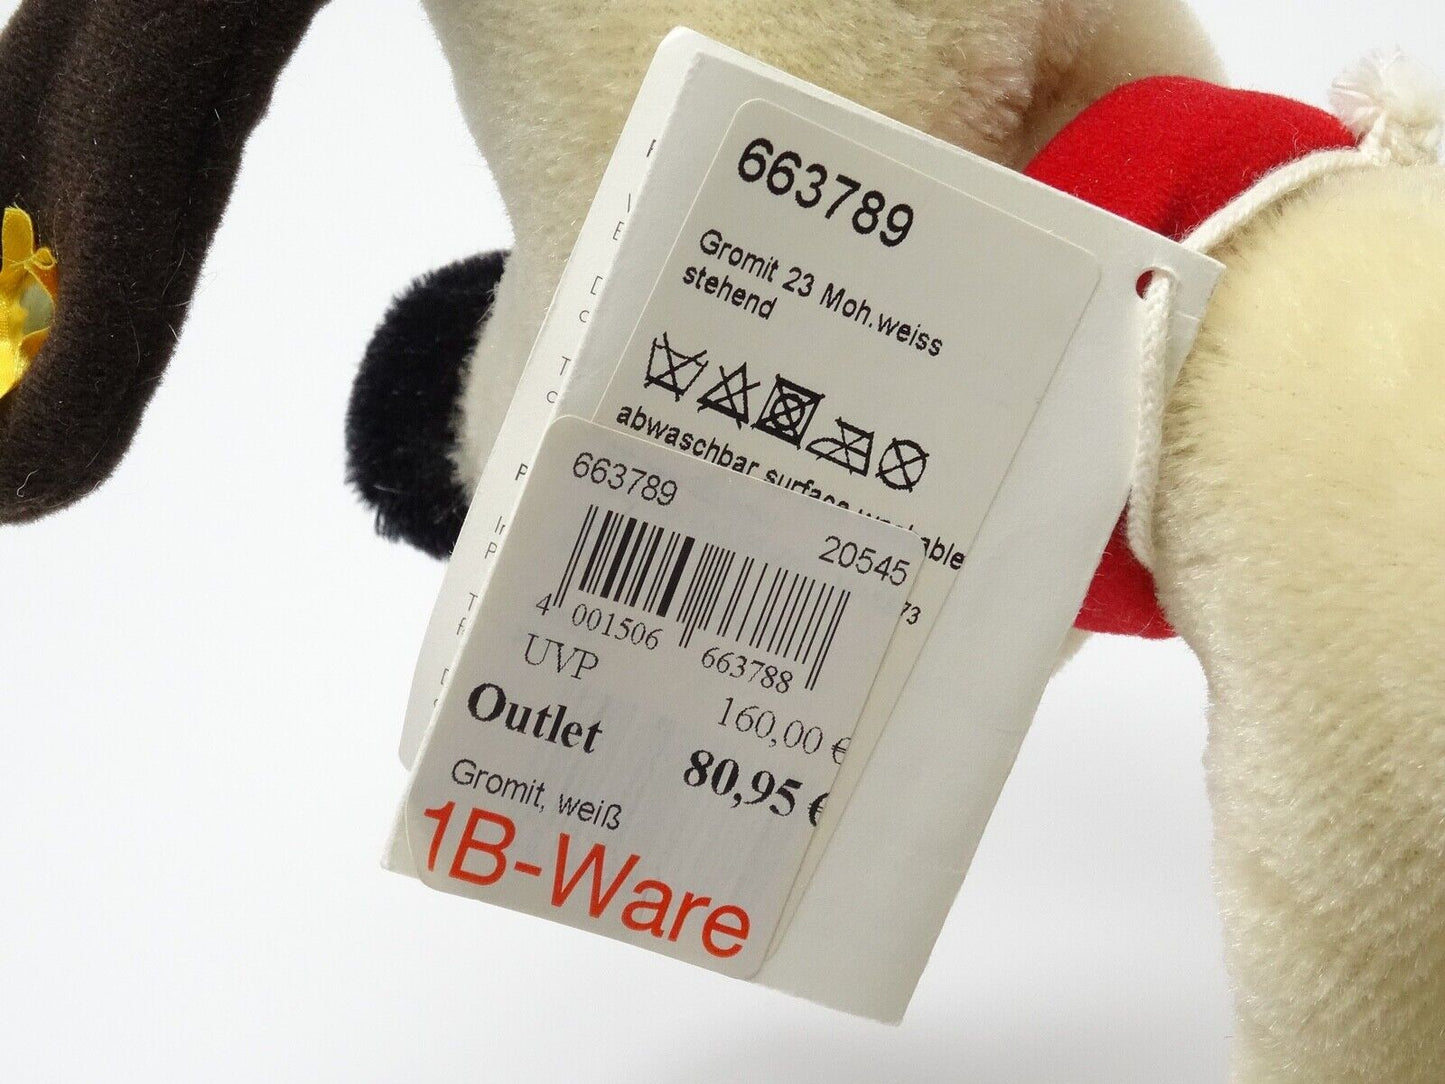 663789
Gromit 23 Moh.weiss
stehend
abwaschbar surface washable
73
663789
20545
4 001506 663788
UVP 160,00 €
Outlet 80,95 €
Gromit, weiß
1B-Ware